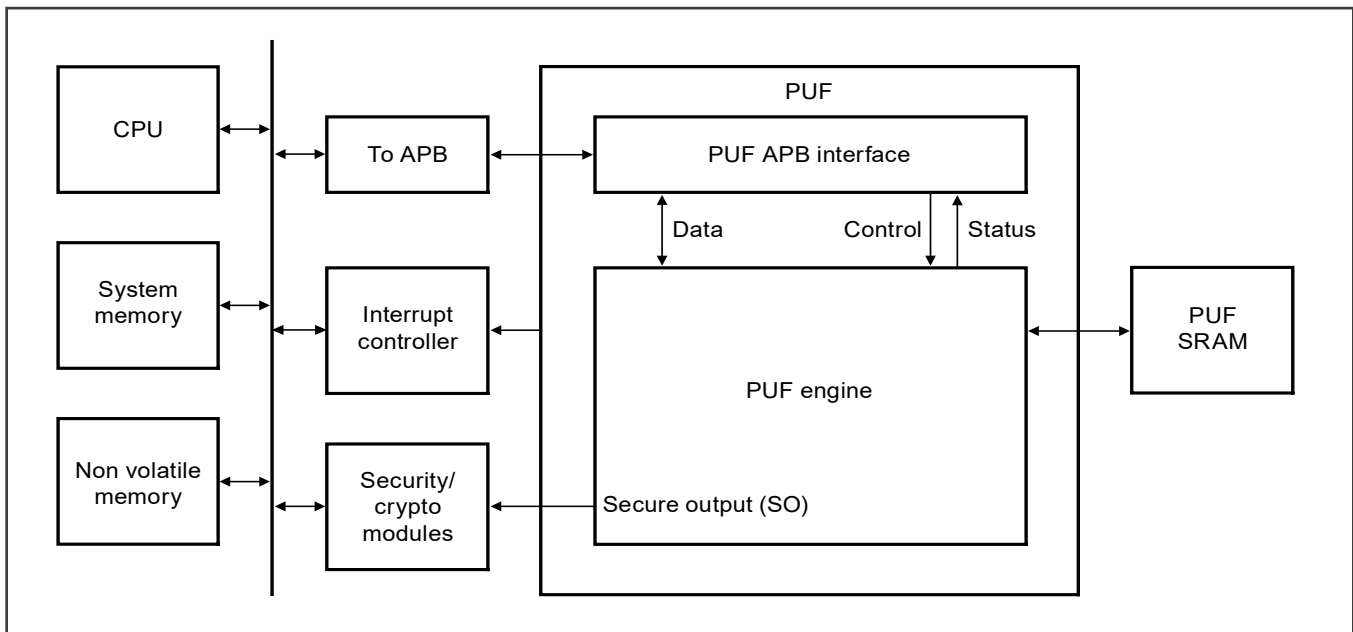 PUF
CPU
To APB
PUF APB interface
Data
Control
Status
System
memory
Interrupt
controller
PUF
SRAM
PUF engine
Non volatile
memory
Security/
crypto
modules
Secure output (SO)